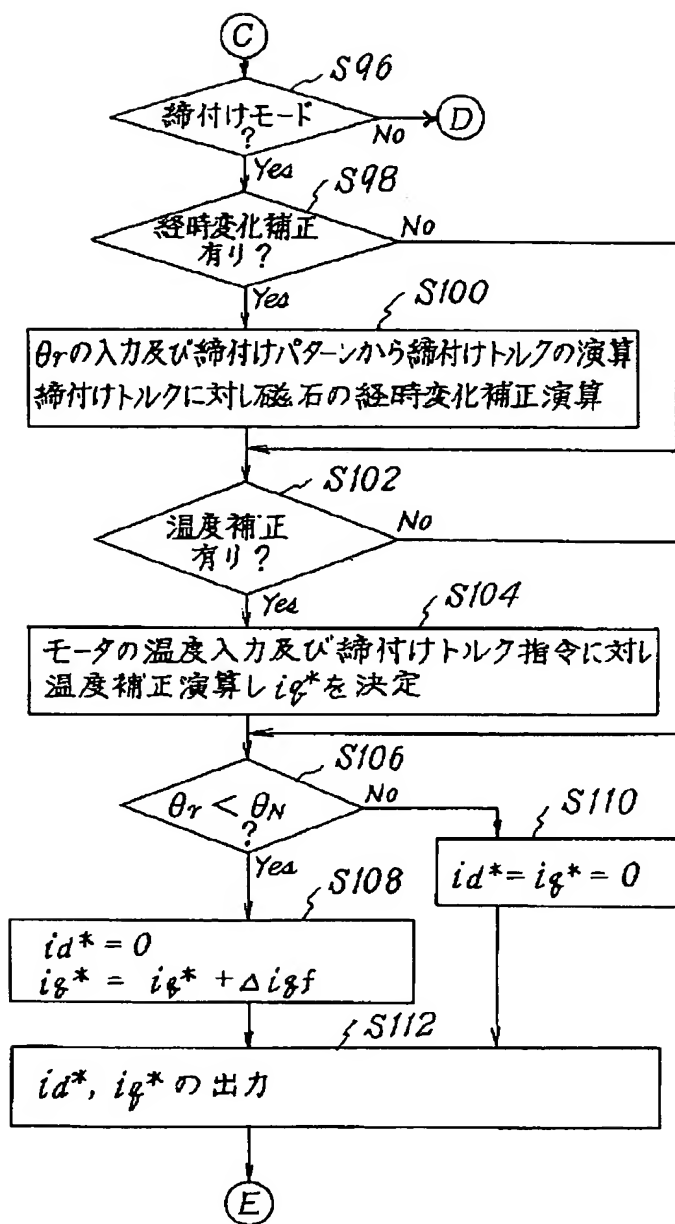 C
S96
締付けモード
?
No
D
Yes
S98
経時変化補正
有り?
No
Yes
S100
θrの入力及び締付けパターンから締付けトルクの演算
締付けトルクに対し磁石の経時変化補正演算
S102
温度補正
有り?
No
Yes
S104
モータの温度入力及び締付けトルク指令に対し
温度補正演算しiq*を決定
S106
θr < θN
?
No
Yes
S110
id* = iq* = 0
S108
id* = 0
iq* = iq* + Δiqf
S112
id*, iq* の出力
E